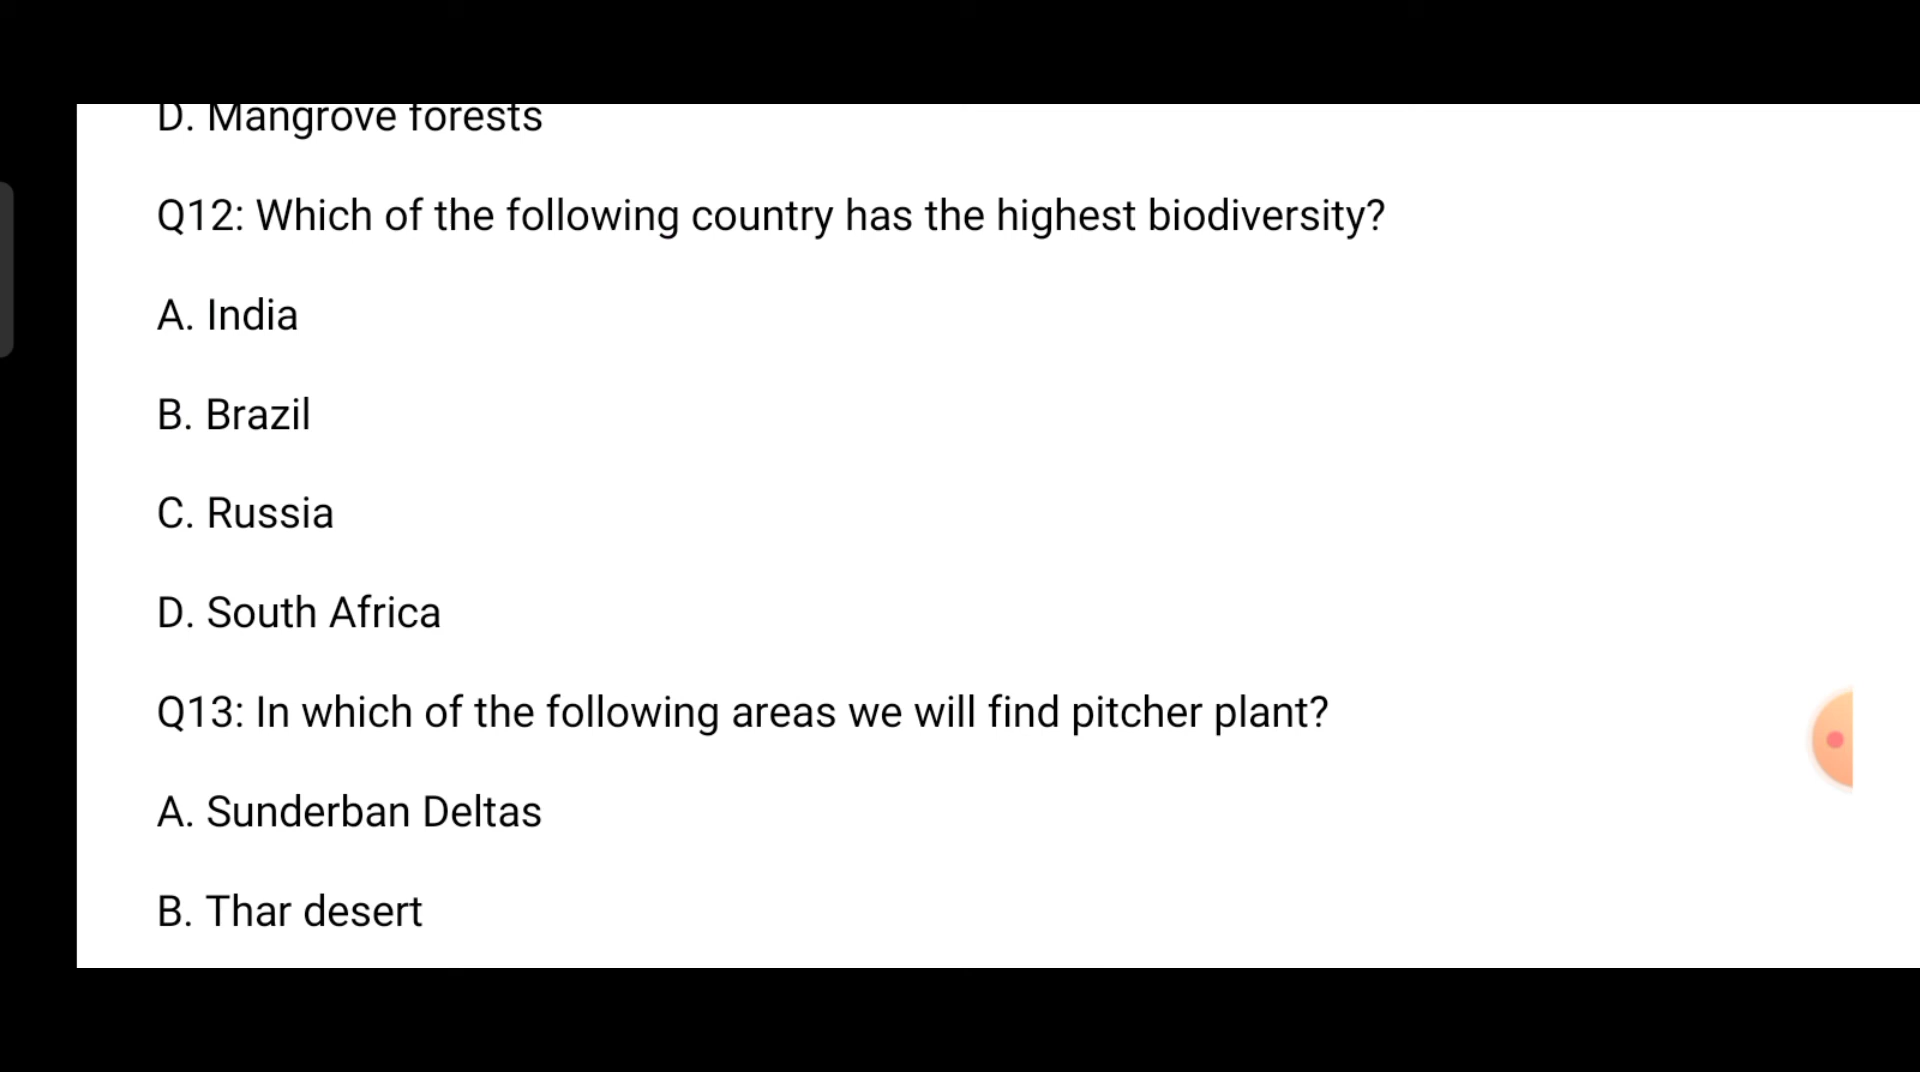 D. Mangrove forests
Q12: Which of the following country has the highest biodiversity?
A. India
B. Brazil
C. Russia
D. South Africa
Q13: In which of the following areas we will find pitcher plant?
A. Sunderban Deltas
B. Thar desert